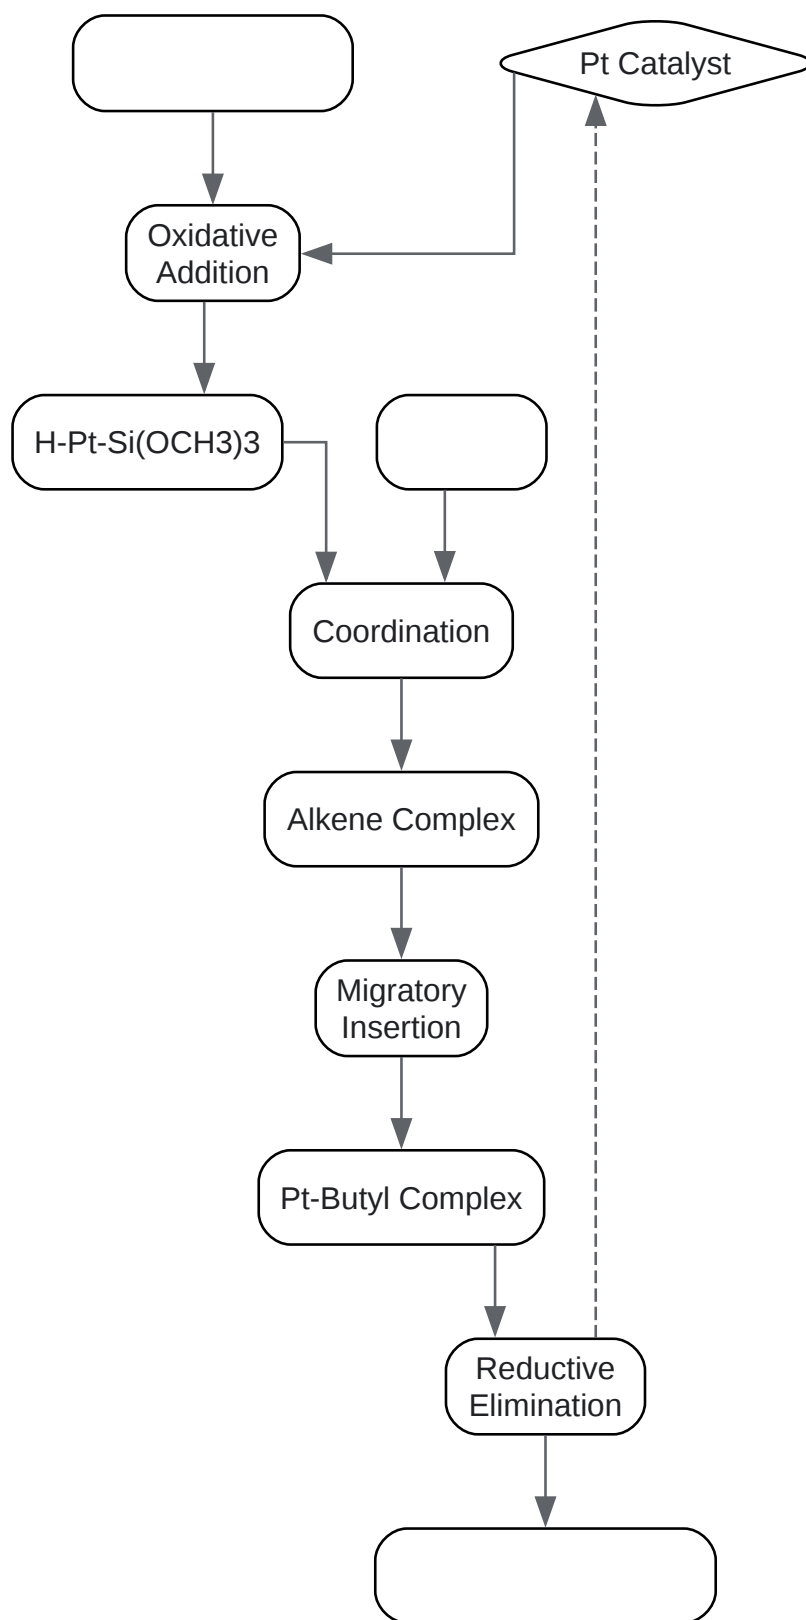 Pt Catalyst
Oxidative
Addition
H-Pt-Si(OCH3)3
Coordination
Alkene Complex
Migratory
Insertion
Pt-Butyl Complex
Reductive
Elimination